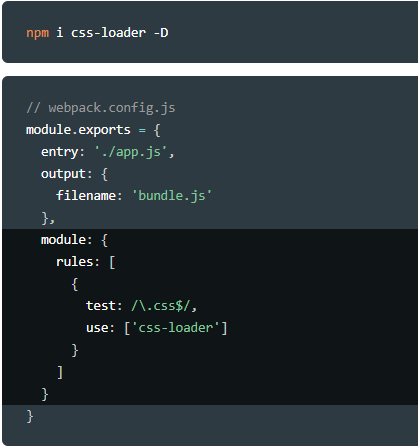 npm i css-loader -D
// webpack.config.js
module.exports = {
  entry: './app.js',
  output: {
    filename: 'bundle.js'
  },
  module: {
    rules: [
      {
        test: /\.css$/,
        use: ['css-loader']
      }
    ]
  }
}